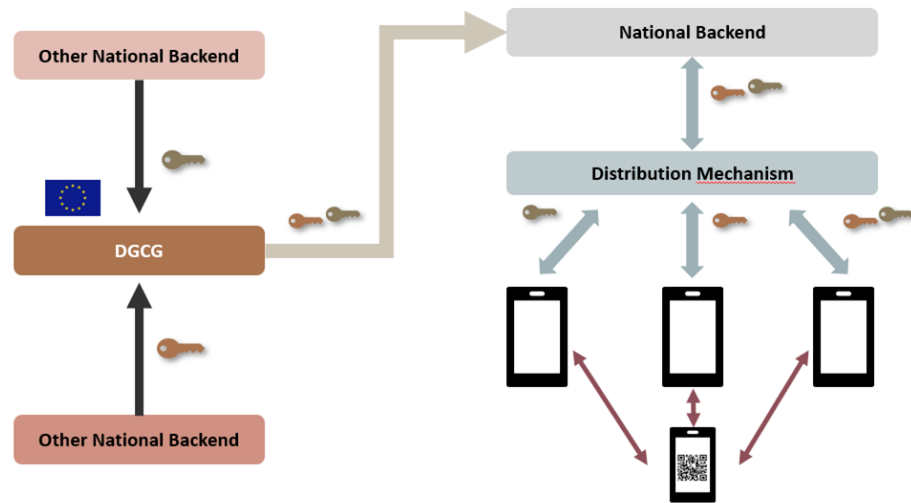 Other National Backend
National Backend
Distribution Mechanism
DGCG
Other National Backend